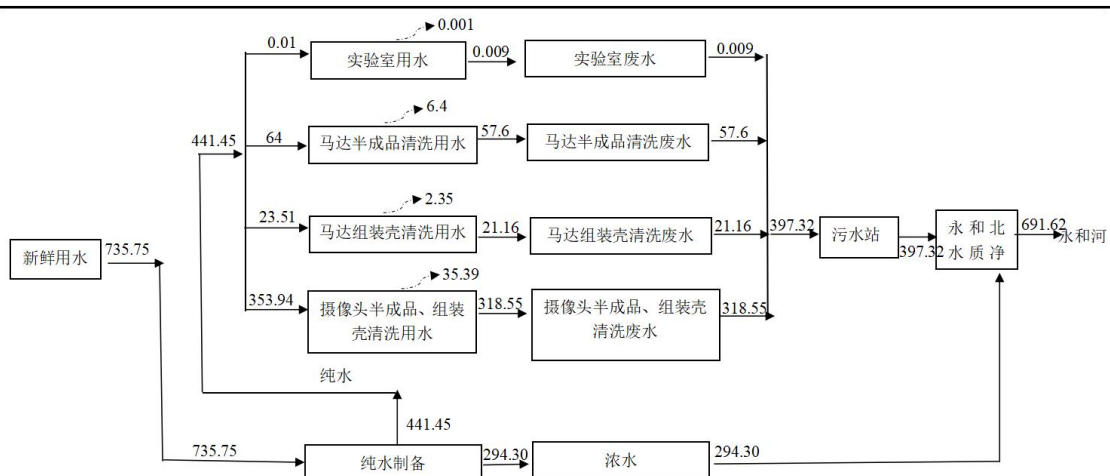 0.001
0.01
实验室用水
0.009
实验室废水
0.009
6.4
441.45
64
马达半成品清洗用水
57.6
马达半成品清洗废水
57.6
2.35
23.51
马达组装壳清洗用水
21.16
马达组装壳清洗废水
21.16
397.32
污水站
397.32
永和北
水质净
691.62
永和河
新鲜用水
735.75
35.39
353.94
摄像头半成品、组装
壳清洗用水
318.55
摄像头半成品、组装壳
清洗废水
318.55
纯水
441.45
735.75
纯水制备
294.30
浓水
294.30